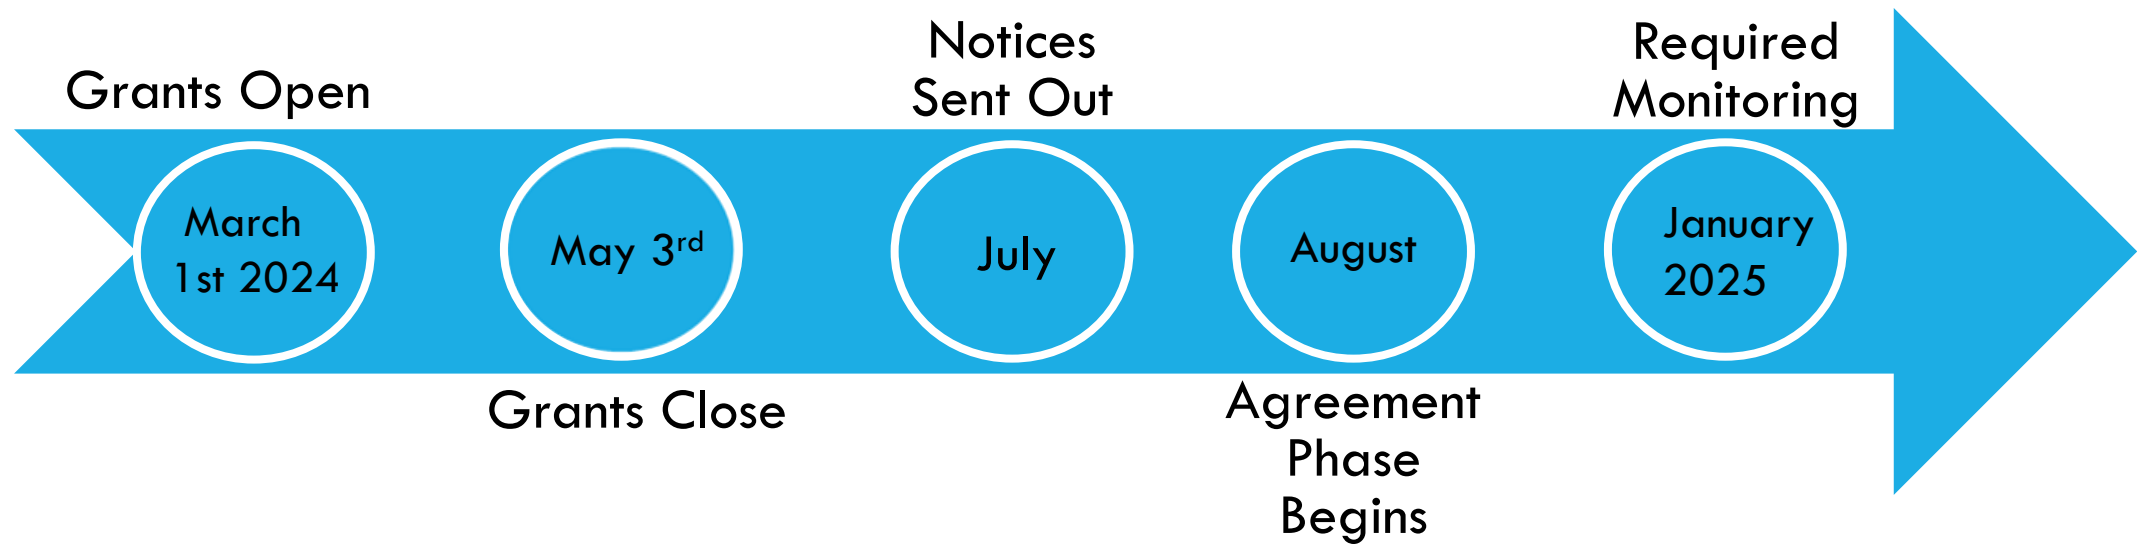 Grants Open
March
1st 2024
May 3rd
Grants Close
Notices
Sent Out
July
August
Agreement
Phase
Begins
Required
Monitoring
January
2025